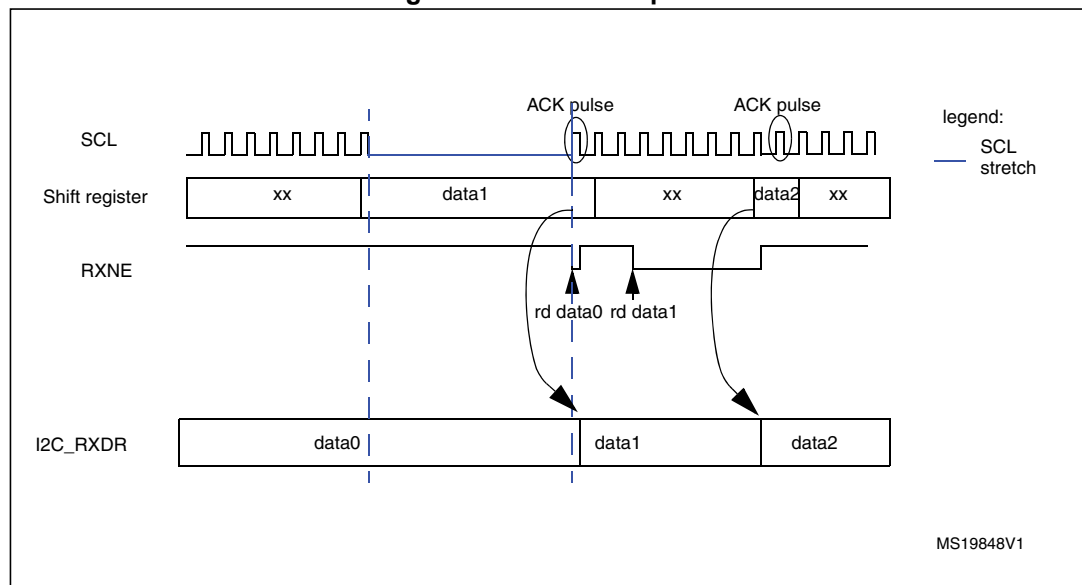 ACK pulse
ACK pulse
legend:
SCL
SCL
stretch
Shift register
xx
data1
xx
data2
xx
RXNE
rd data0
rd data1
I2C_RXDR
data0
data1
data2
MS19848V1